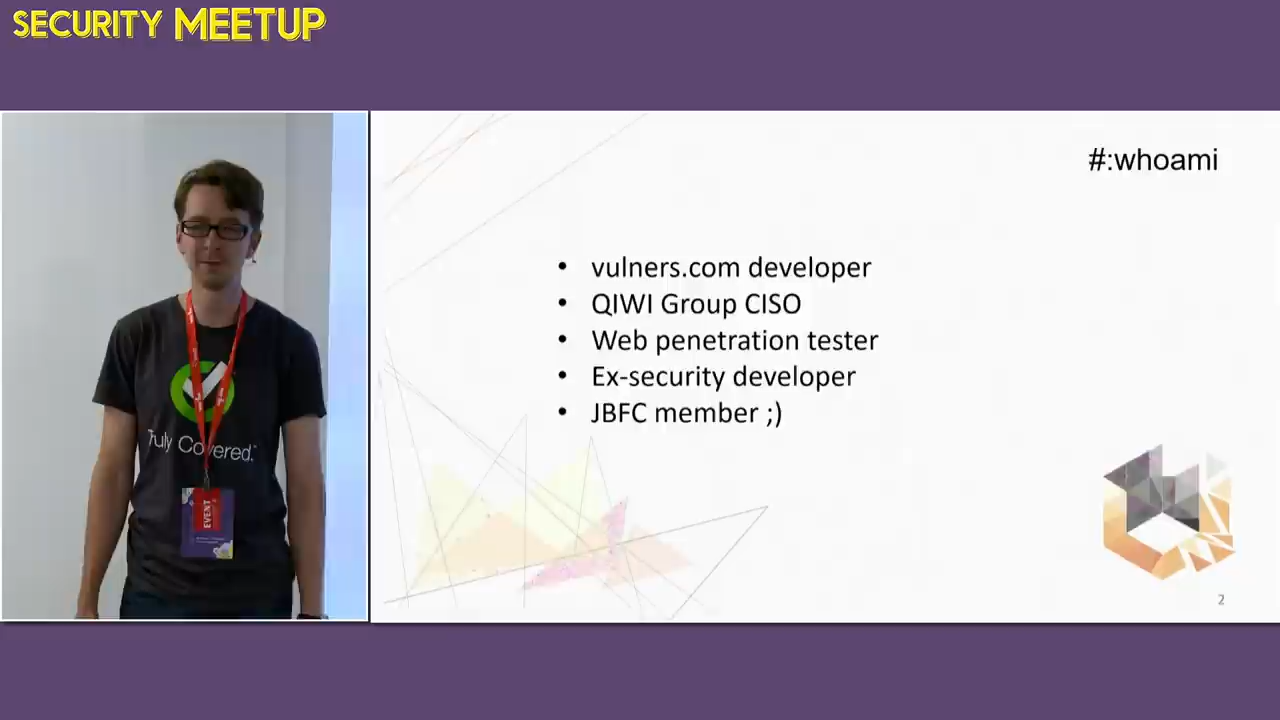 SECURITY MEETUP
#:whoami
• vulners.com developer
• QIWI Group CISO
• Web penetration tester
• Ex-security developer
• JBFC member ;)
Truly Covered.
EVENT
2